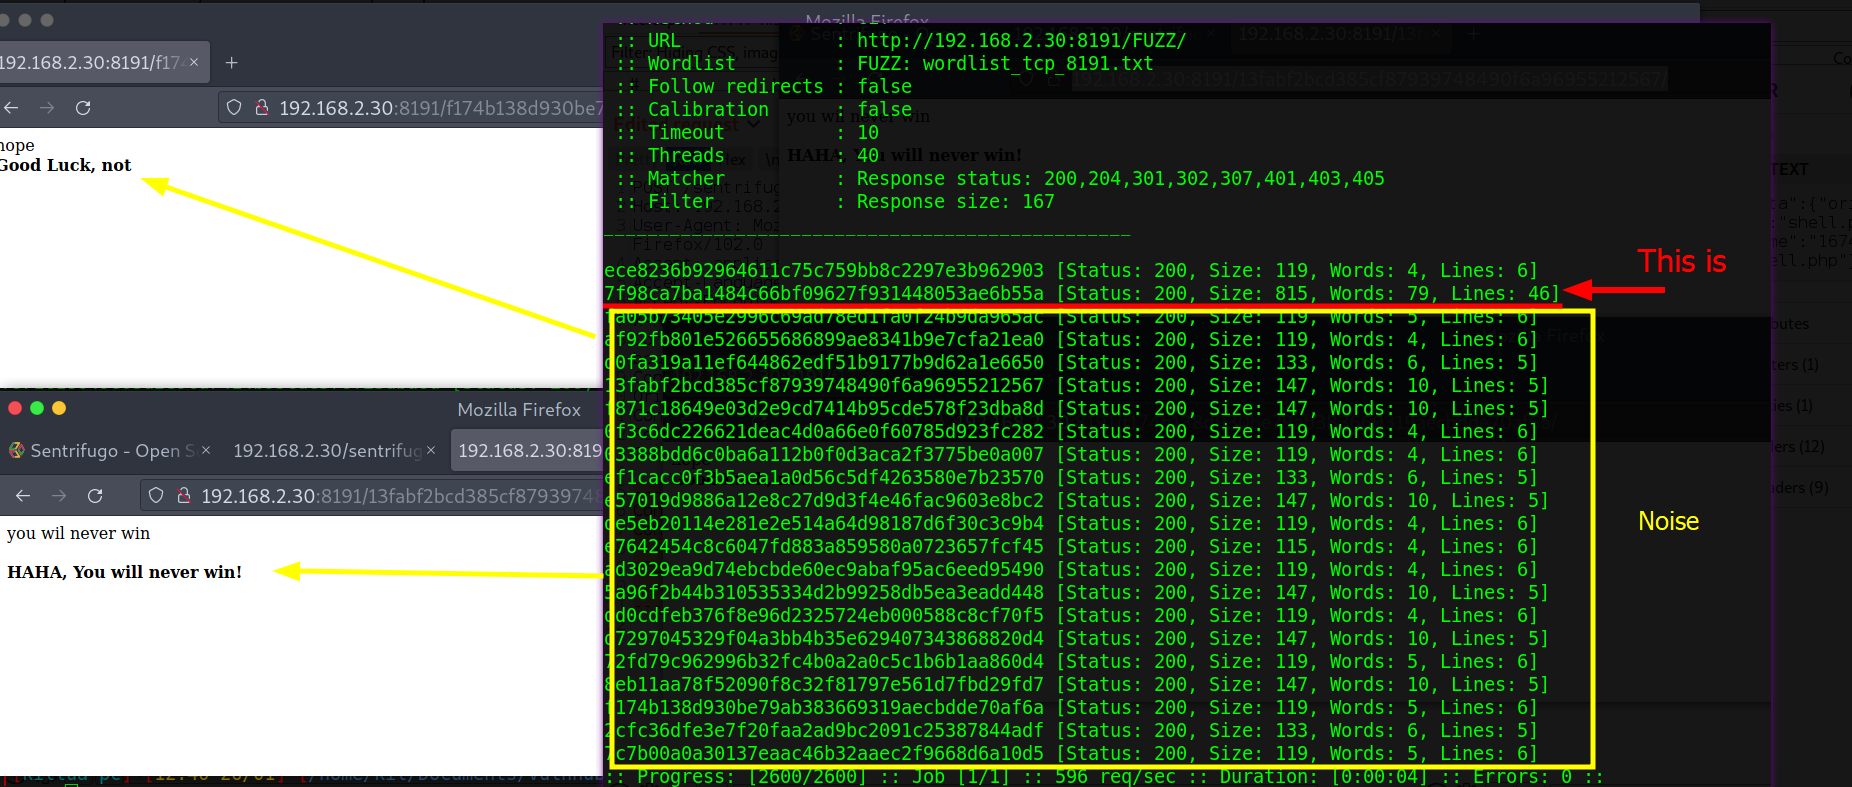 Mozilla Firefox
192.168.2.30:8191/f174
192.168.2.30:8191/f174b138d930be7
nope
Good Luck, not
:: URL : http://192.168.2.30:8191/FUZZ/
:: Wordlist : FUZZ: wordlist_tcp_8191.txt
:: Follow redirects : false
:: Calibration : false
:: Timeout : 10
:: Threads : 40
:: Matcher : Response status: 200,204,301,302,307,401,403,405
:: Filter : Response size: 167
This is
ece8236b92964611c75c759bb8c2297e3b962903 [Status: 200, Size: 119, Words: 4, Lines: 6]
7f98ca7ba1484c66bf09627f931448053ae6b55a [Status: 200, Size: 815, Words: 79, Lines: 46]
fa05b73405e2996c69ad78ed1fa0f24b9da965ac [Status: 200, Size: 119, Words: 5, Lines: 6]
af92fb801e526655686899ae8341b9e7cfa21ea0 [Status: 200, Size: 119, Words: 4, Lines: 6]
d0fa319a11ef644862edf51b9177b9d62a1e6650 [Status: 200, Size: 133, Words: 6, Lines: 5]
13fabf2bcd385cf87939748490f6a96955212567 [Status: 200, Size: 147, Words: 10, Lines: 5]
f871c18649e03d2e9cd7414b95cde578f23dba8d [Status: 200, Size: 147, Words: 10, Lines: 5]
0f3c6dc226621deac4d0a66e0f60785d923fc282 [Status: 200, Size: 119, Words: 4, Lines: 6]
03388bdd6c0ba6a112b0f0d3aca2f3775be0a007 [Status: 200, Size: 119, Words: 4, Lines: 6]
ef1cacc0f3b5aea1a0d56c5df4263580e7b23570 [Status: 200, Size: 133, Words: 6, Lines: 5]
e57019d9886a12e8c27d9d3f4e46fac9603e8bc2 [Status: 200, Size: 147, Words: 10, Lines: 5]
de5eb20114e281e2e514a64d98187d6f30c3c9b4 [Status: 200, Size: 119, Words: 4, Lines: 6]
e7642454c8c6047fd883a859580a0723657fcf45 [Status: 200, Size: 115, Words: 4, Lines: 6]
ad3029ea9d74ebcbde60ec9abaf95ac6eed95490 [Status: 200, Size: 119, Words: 4, Lines: 6]
5a96f2b44b310535334d2b99258db5ea3eadd448 [Status: 200, Size: 147, Words: 10, Lines: 5]
dd0cdfeb376f8e96d2325724eb000588c8cf70f5 [Status: 200, Size: 119, Words: 4, Lines: 6]
c7297045329f04a3bb4b35e629407343868820d4 [Status: 200, Size: 147, Words: 10, Lines: 5]
72fd79c962996b32fc4b0a2a0c5c1b6b1aa860d4 [Status: 200, Size: 119, Words: 5, Lines: 6]
8eb11aa78f52090f8c32f81797e561d7fbd29fd7 [Status: 200, Size: 147, Words: 10, Lines: 5]
f174b138d930be79ab383669319aecbdde70af6a [Status: 200, Size: 119, Words: 5, Lines: 6]
2cfc36dfe3e7f20faa2ad9bc2091c25387844adf [Status: 200, Size: 133, Words: 6, Lines: 5]
7c7b00a0a30137eaac46b32aaec2f9668d6a10d5 [Status: 200, Size: 119, Words: 5, Lines: 6]
:: Progress: [2600/2600] :: Job [1/1] :: 596 req/sec :: Duration: [0:00:04] :: Errors: 0 ::
Noise
Mozilla Firefox
Sentrifugo - Open S
192.168.2.30/sentrifug
192.168.2.30:819
192.168.2.30:8191/13fabf2bcd385cf87939748
you wil never win
HAHA, You will never win!